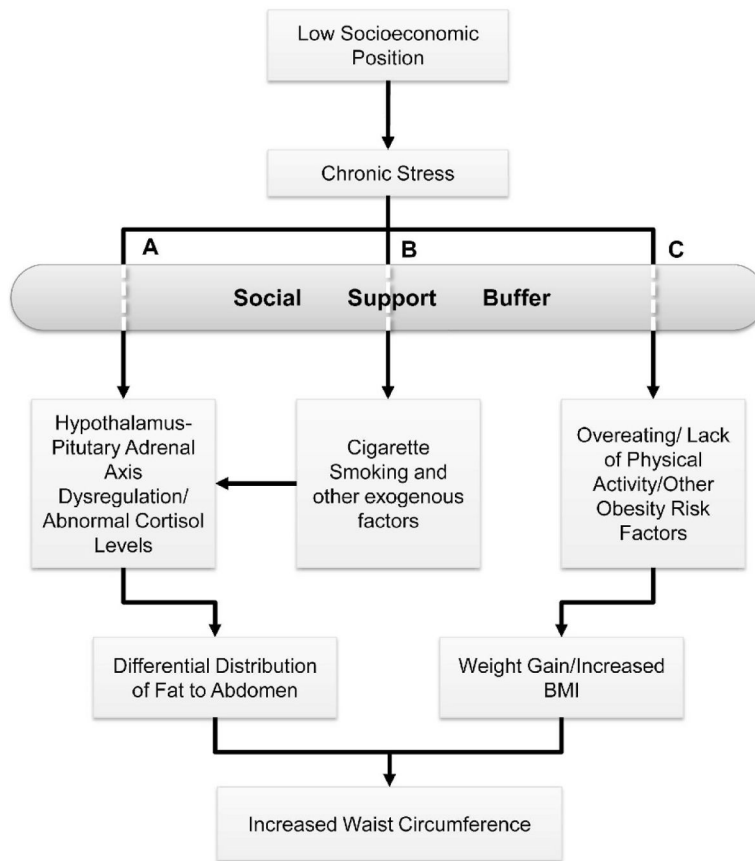 Low Socioeconomic
Position
Chronic Stress
A
B
C
Social Support Buffer
Hypothalamus-
Pitutary Adrenal
Axis
Dysregulation/
Abnormal Cortisol
Levels
Cigarette
Smoking and
other exogenous
factors
Overeating/ Lack
of Physical
Activity/Other
Obesity Risk
Factors
Differential Distribution
of Fat to Abdomen
Weight Gain/Increased
BMI
Increased Waist Circumference